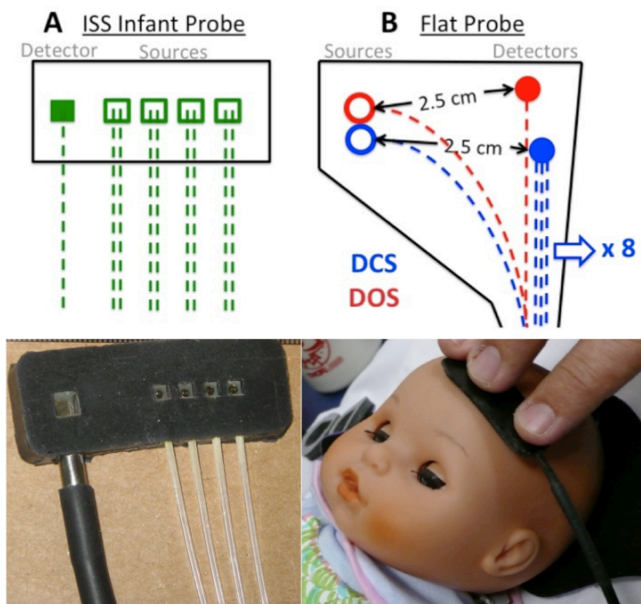 A ISS Infant Probe
Detector Sources
B Flat Probe
Sources Detectors
2.5 cm
2.5 cm
DCS
DOS
x 8